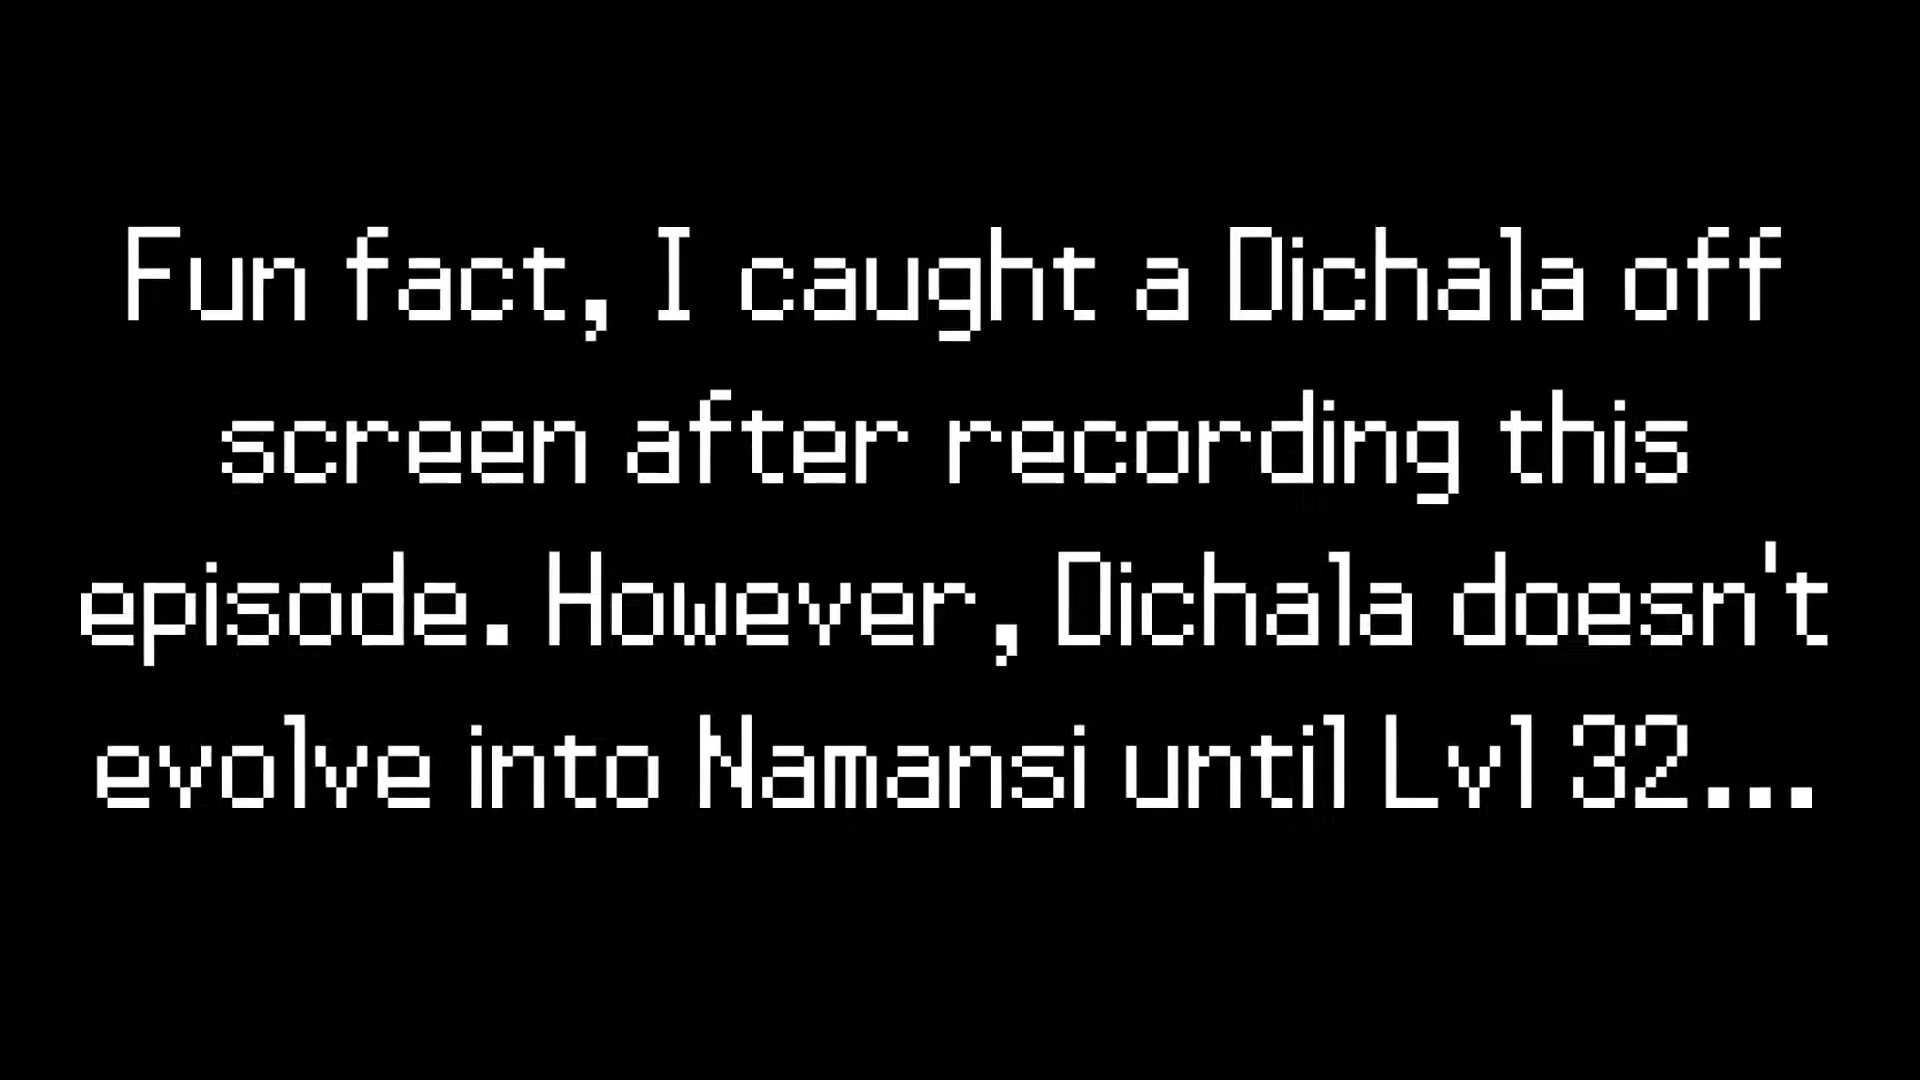 Fun fact, I caught a Dichala off
screen after recording this
episode. However, Dichala doesn't
evolve into Namansi until Lvl 32...